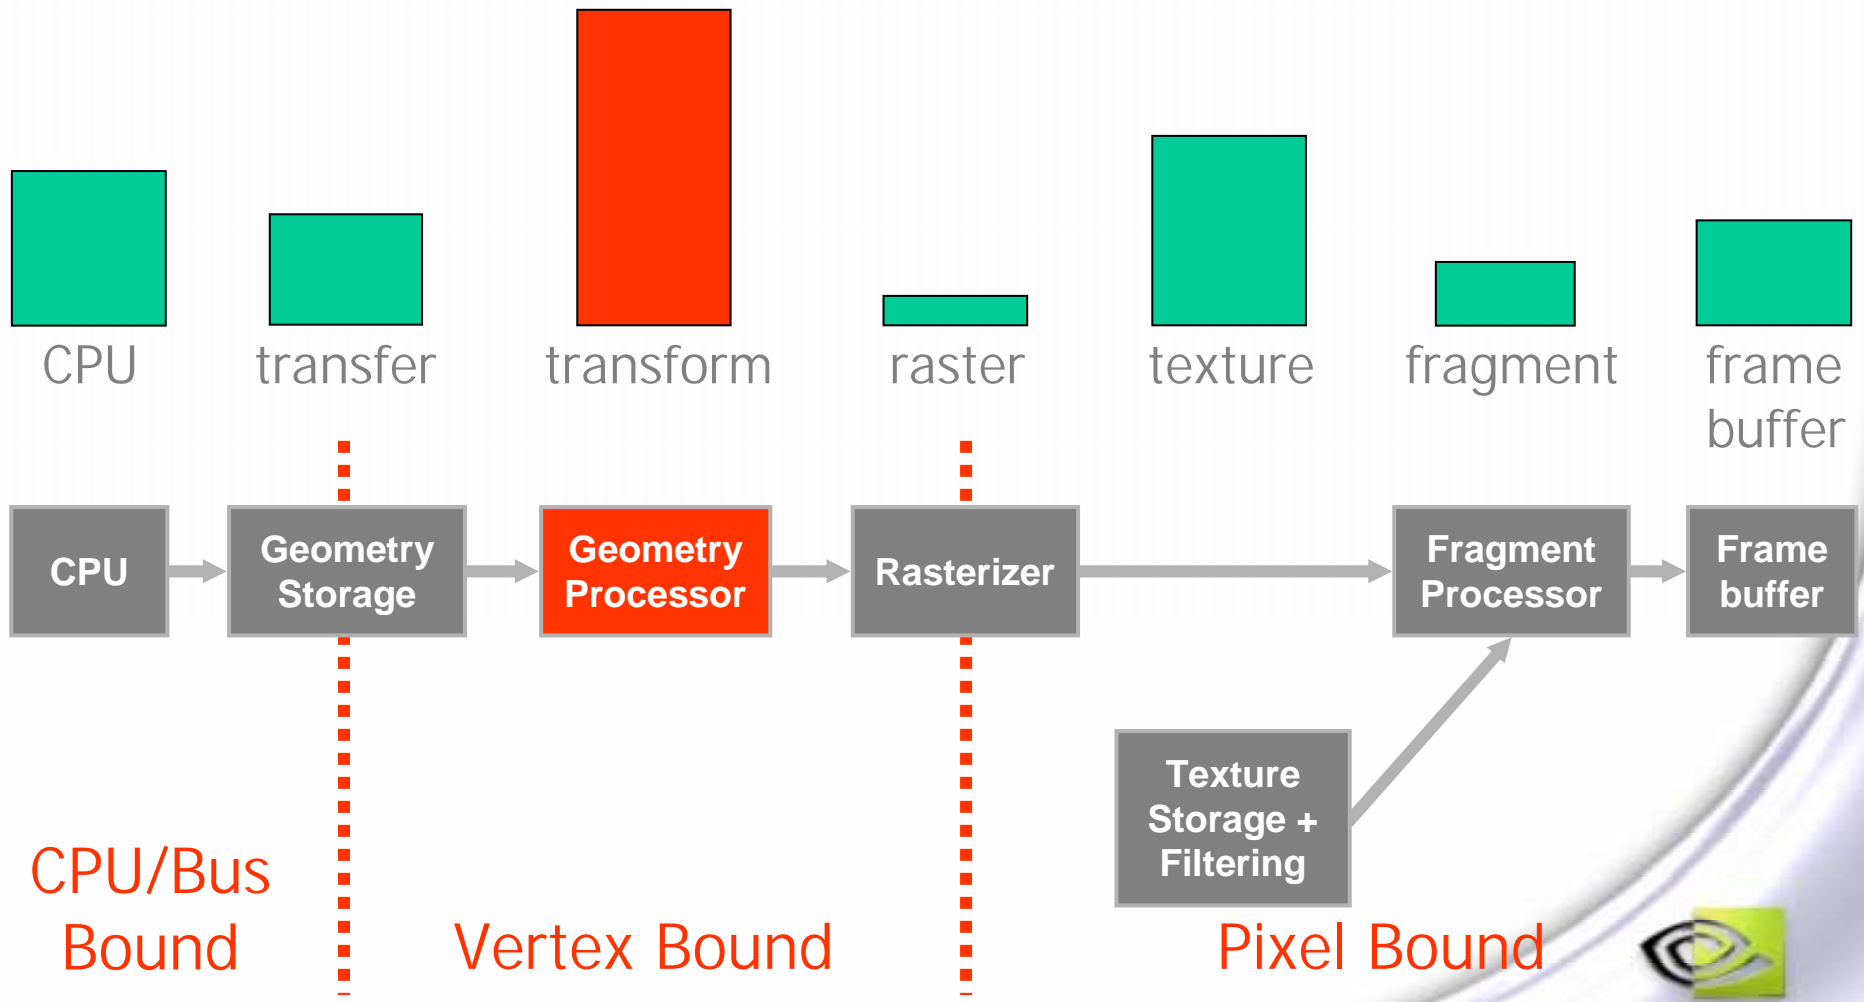 CPU
transfer
transform
raster
texture
fragment
frame
buffer
CPU
Geometry
Storage
Geometry
Processor
Rasterizer
Fragment
Processor
Frame
buffer
Texture
Storage +
Filtering
CPU/Bus
Bound
Vertex Bound
Pixel Bound